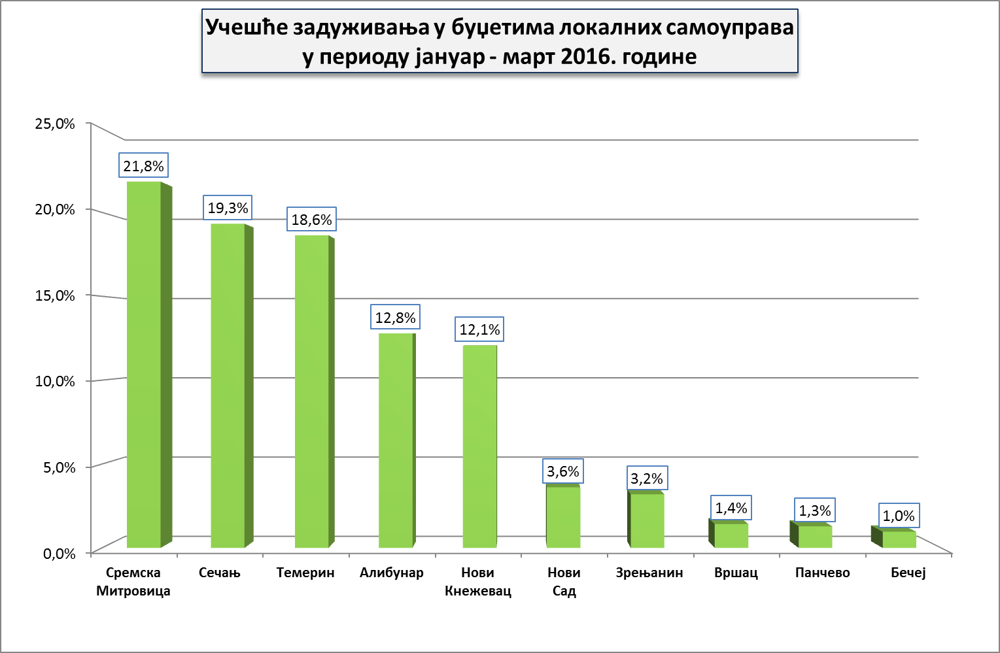 Учешће задуживања у буџетима локалних самоуправа
у периоду јануар - март 2016. године
25,0%
20,0%
15,0%
10,0%
5,0%
0,0%
21,8%
19,3%
18,6%
12,8%
12,1%
3,6%
3,2%
1,4%
1,3%
1,0%
Сремска
Митровица
Сечањ
Темерин
Алибунар
Нови
Кнежевац
Нови
Сад
Зрењанин
Вршац
Панчево
Бечеј